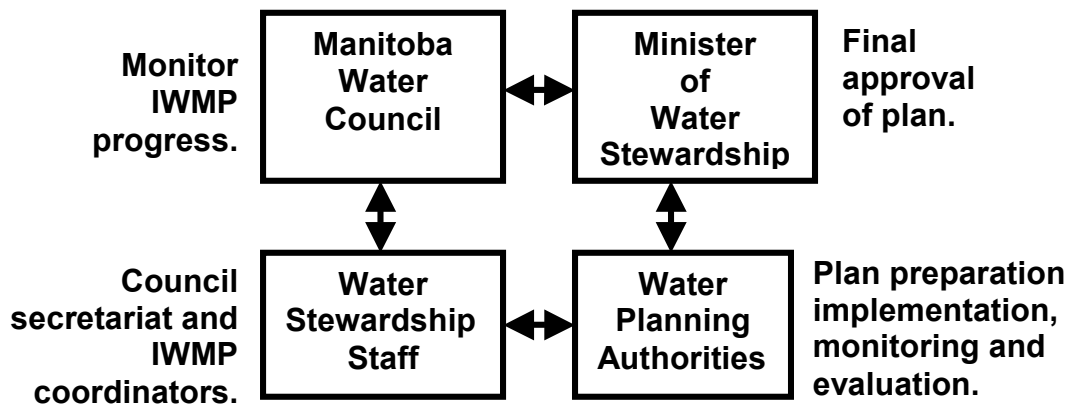 Monitor
IWMP
progress.
Manitoba
Water
Council
Minister
of
Water
Stewardship
Final
approval
of plan.
Council
secretariat and
IWMP
coordinators.
Water
Stewardship
Staff
Water
Planning
Authorities
Plan preparation
implementation,
monitoring and
evaluation.